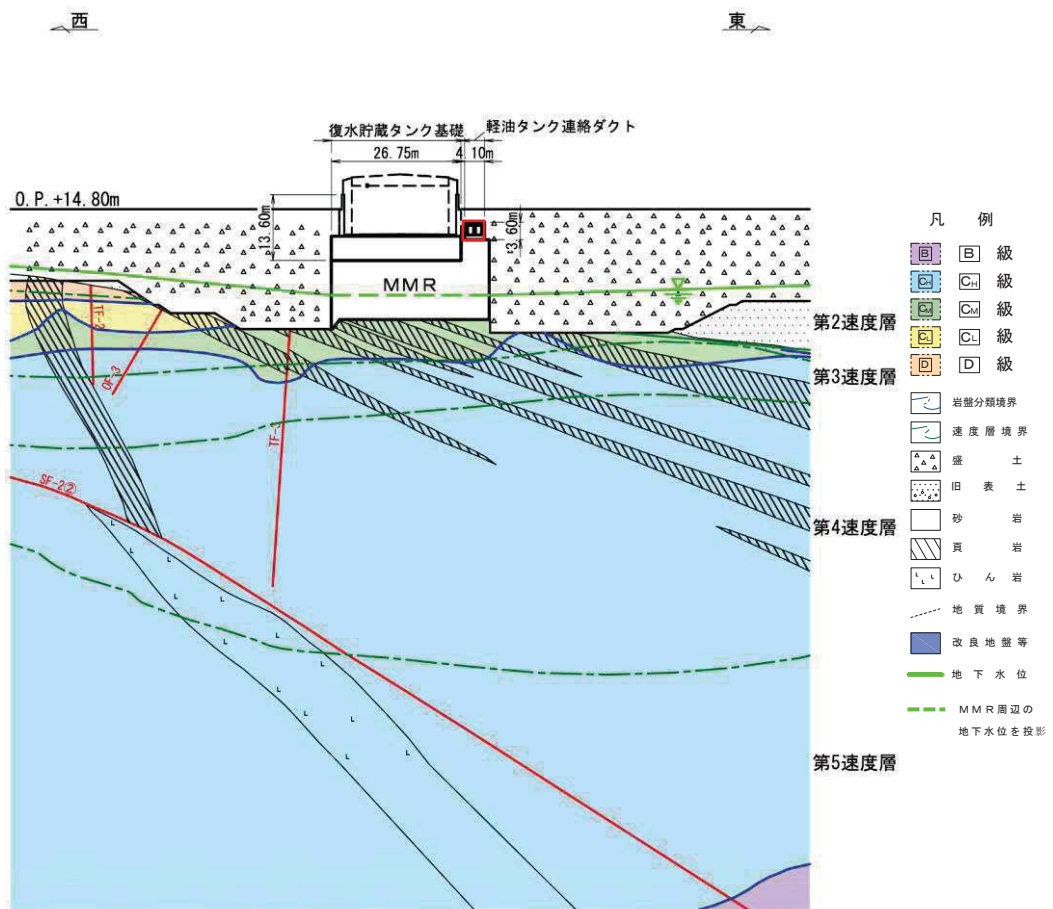 西
東
復水貯蔵タンク基礎
軽油タンク連絡ダクト
26.75m
4.10m
O.P.+14.80m
13.60m
3.60m
MMR
TF-2
OF-3
TF-3
SF-2②
第2速度層
第3速度層
第4速度層
第5速度層
凡 例
B B 級
CH CH 級
CM CM 級
CL CL 級
D D 級
岩盤分類境界
速度層境界
盛 土
旧 表 土
砂 岩
頁 岩
ひ ん 岩
地 質 境 界
改 良 地 盤 等
地 下 水 位
MMR周辺の
地下水位を投影